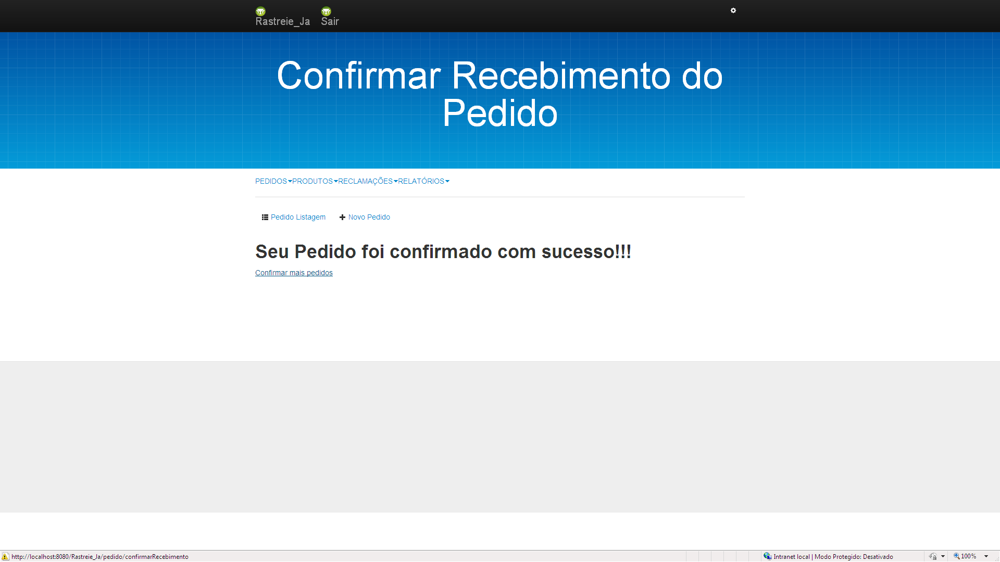 Rastreie_Ja Sair
Confirmar Recebimento do
Pedido
PEDIDOS PRODUTOS RECLAMAÇÕES RELATÓRIOS
Pedido Listagem Novo Pedido
Seu Pedido foi confirmado com sucesso!!!
Confirmar mais pedidos
http://localhost:8080/Rastreie_Ja/pedido/confirmarRecebimento Intranet local | Modo Protegido: Desativado 100%